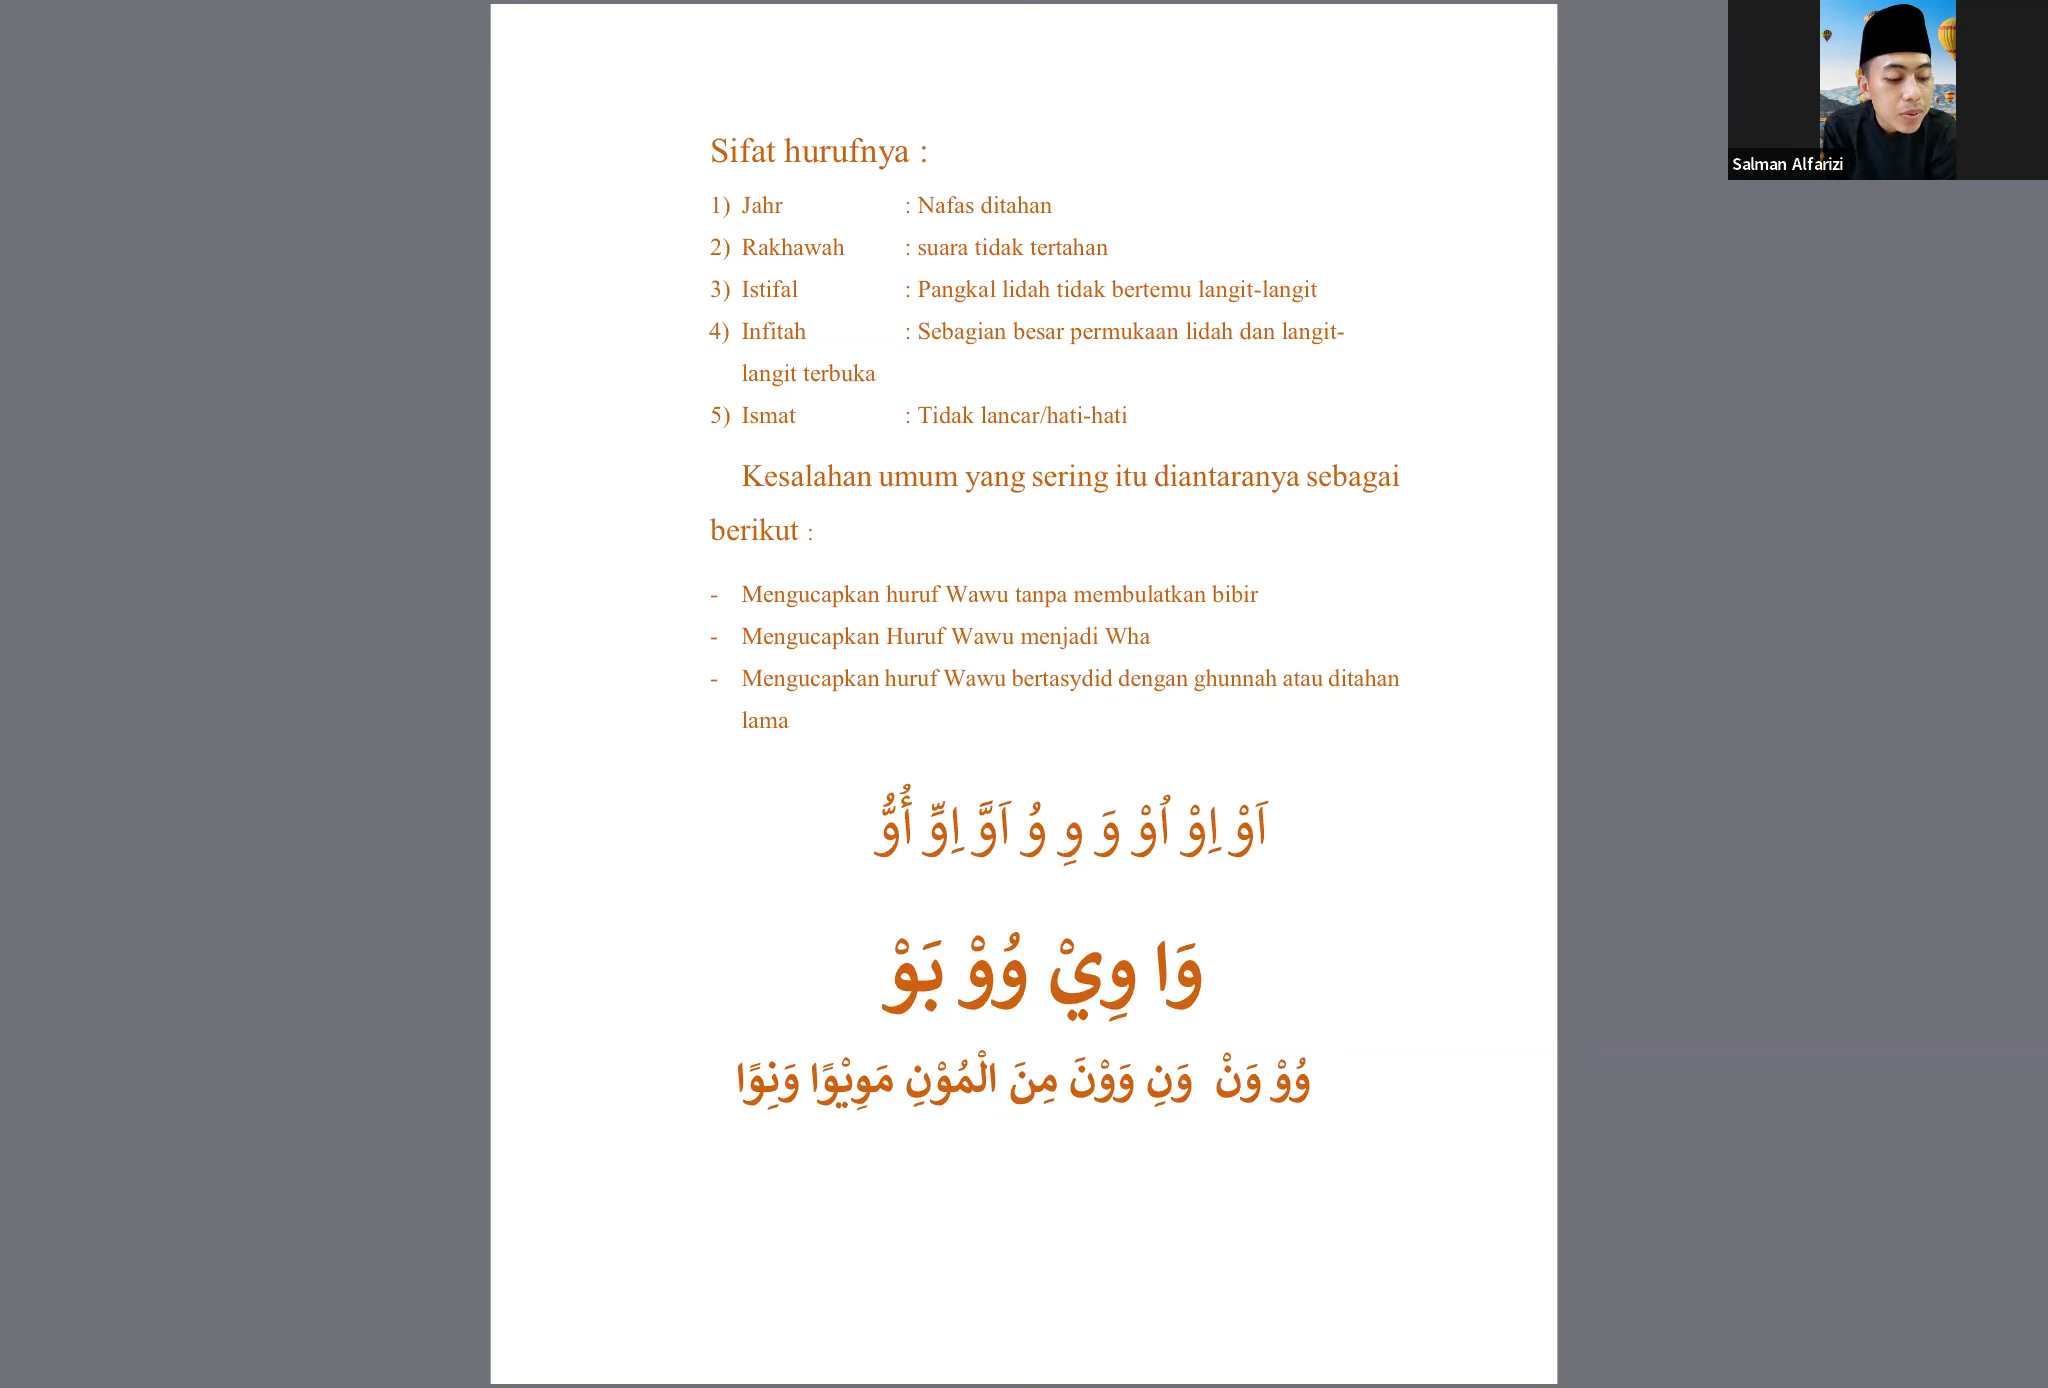 Sifat hurufnya :
1) Jahr : Nafas ditahan
2) Rakhawah : suara tidak tertahan
3) Istifal : Pangkal lidah tidak bertemu langit-langit
4) Infitah : Sebagian besar permukaan lidah dan langit-
langit terbuka
5) Ismat : Tidak lancar/hati-hati
Kesalahan umum yang sering itu diantaranya sebagai
berikut :
- Mengucapkan huruf Wawu tanpa membulatkan bibir
- Mengucapkan Huruf Wawu menjadi Wha
- Mengucapkan huruf Wawu bertasydid dengan ghunnah atau ditahan
lama
اَوْ اِوْ اُوْ وَ وِ وُ اَوَّ اِوِّ أُوُّ
وَا وِيْ وُوْ بَوْ
وُوْ وَنْ وَنِ وَوْنَ مِنَ الْمُوْنِ مَوِيْوًا وَنِوًا
Salman Alfarizi